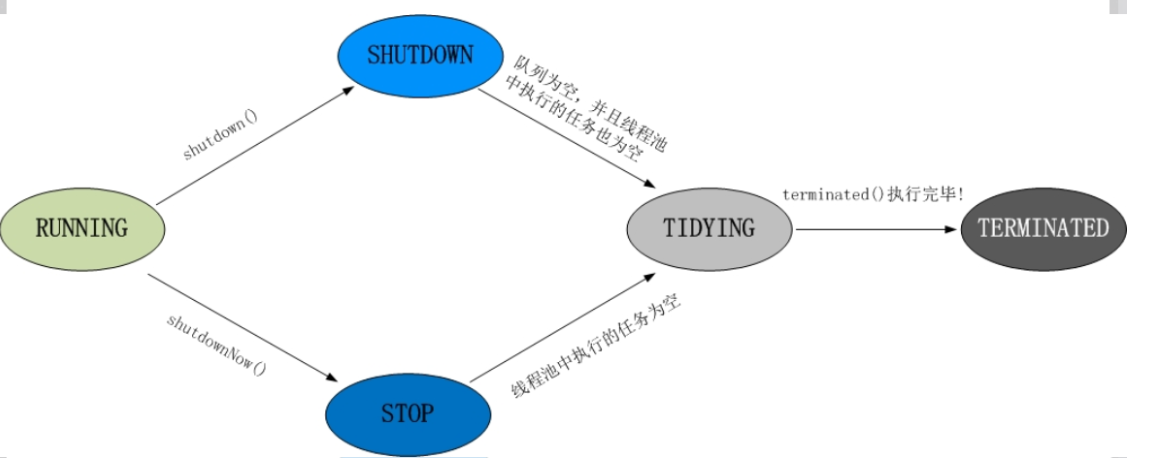 SHUTDOWN
队列为空，并且线程池
中执行的任务也为空
shutdown()
RUNNING
TIDYING
terminated()执行完毕!
TERMINATED
shutdownNow()
线程池中执行的任务为空
STOP